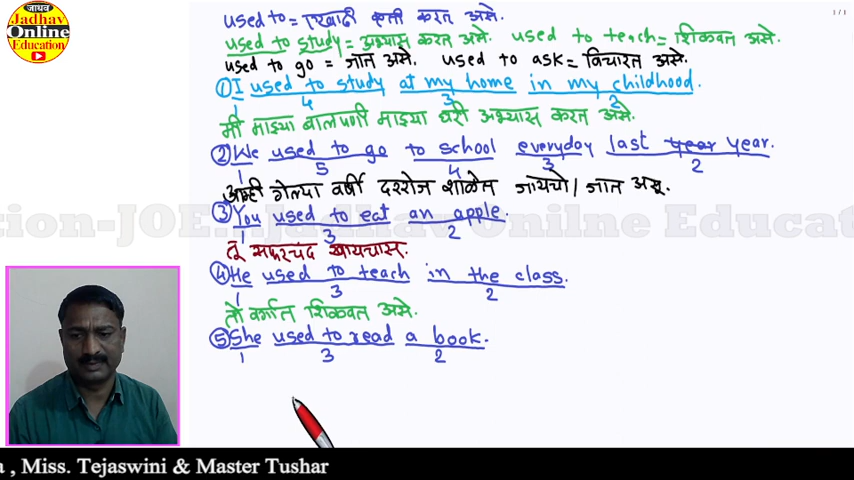 जाधव
Jadhav
Online
Education
1 / 1
used to = एखादी कृती करत असे.
used to study = अभ्यास करत असे. used to teach = शिकवत असे.
used to go = जात असे. used to ask = विचारत असे.
① I used to study at my home in my childhood.
1 4 3 2
मी माझ्या बालपणी माझ्या घरी अभ्यास करत असे.
② We used to go to school everyday last year year.
1 5 4 3 2
आम्ही गेल्या वर्षी दररोज शाळेत जायचो / जात असू.
③ You used to eat an apple.
1 3 2
tion-JOE. JadhavOnilne Educat
तू सफरचंद खायचास.
④ He used to teach in the class.
1 3 2
तो वर्गात शिकवत असे.
⑤ She used to read a book.
1 3 2
a , Miss. Tejaswini & Master Tushar